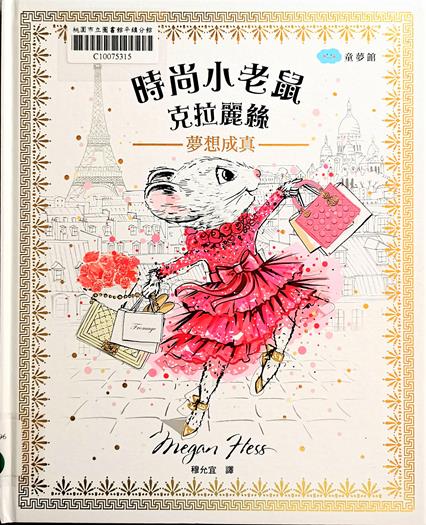 桃園市立圖書館平鎮分館
C10075315
童夢館
時尚小老鼠
克拉麗絲
夢想成真
Fromage
Megan Hess
穆允宜 譯
96